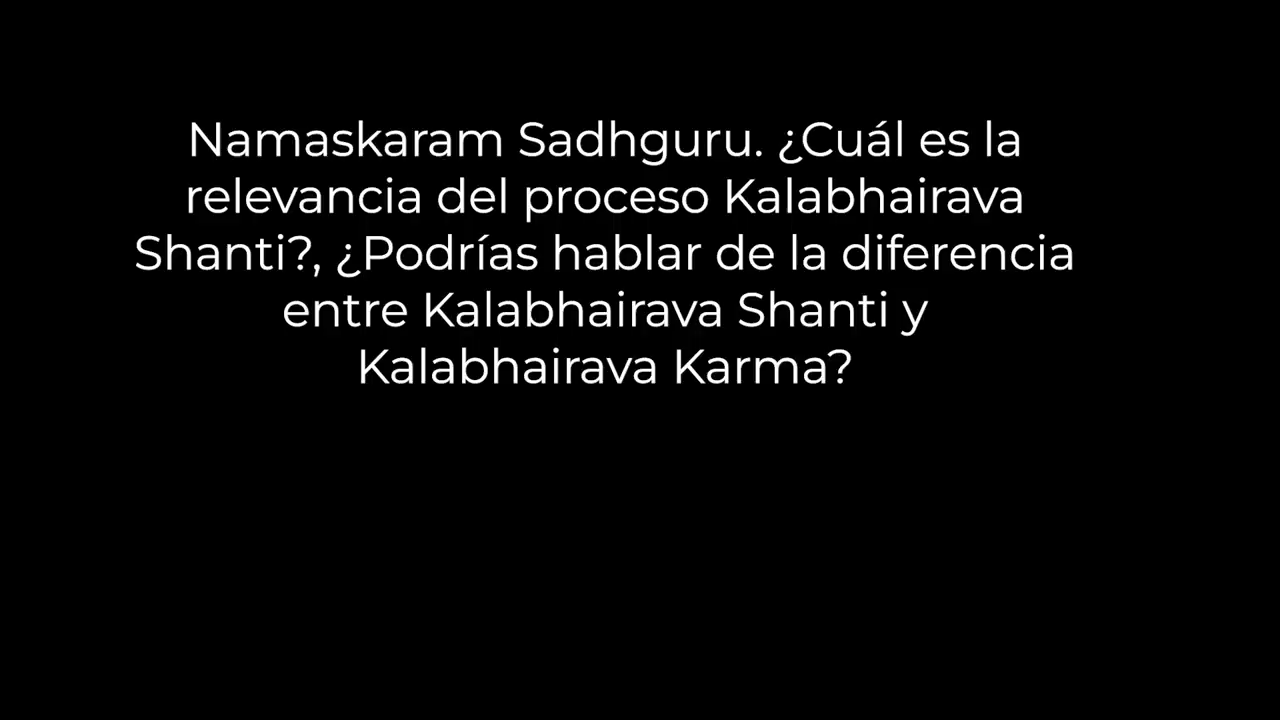 Namaskaram Sadhguru. ¿Cuál es la
relevancia del proceso Kalabhairava
Shanti?, ¿Podrías hablar de la diferencia
entre Kalabhairava Shanti y
Kalabhairava Karma?